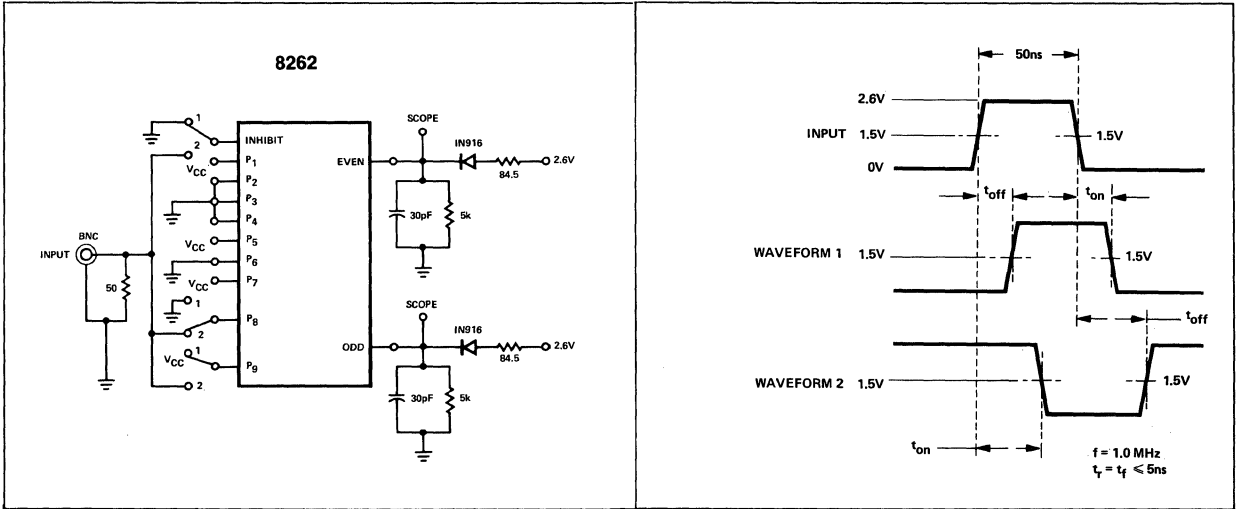 8262
1
INHIBIT
2
VCC
P1
P2
P3
P4
VCC
P5
P6
VCC
P7
1
P8
2
1
VCC
P9
2
BNC
INPUT
50
EVEN
SCOPE
IN916
2.6V
84.5
30pF
5k
ODD
SCOPE
IN916
2.6V
84.5
30pF
5k
50ns
2.6V
INPUT 1.5V
1.5V
0V
toff
ton
WAVEFORM 1 1.5V
1.5V
toff
WAVEFORM 2 1.5V
1.5V
ton
f = 1.0 MHz
tr = tf ≤ 5ns